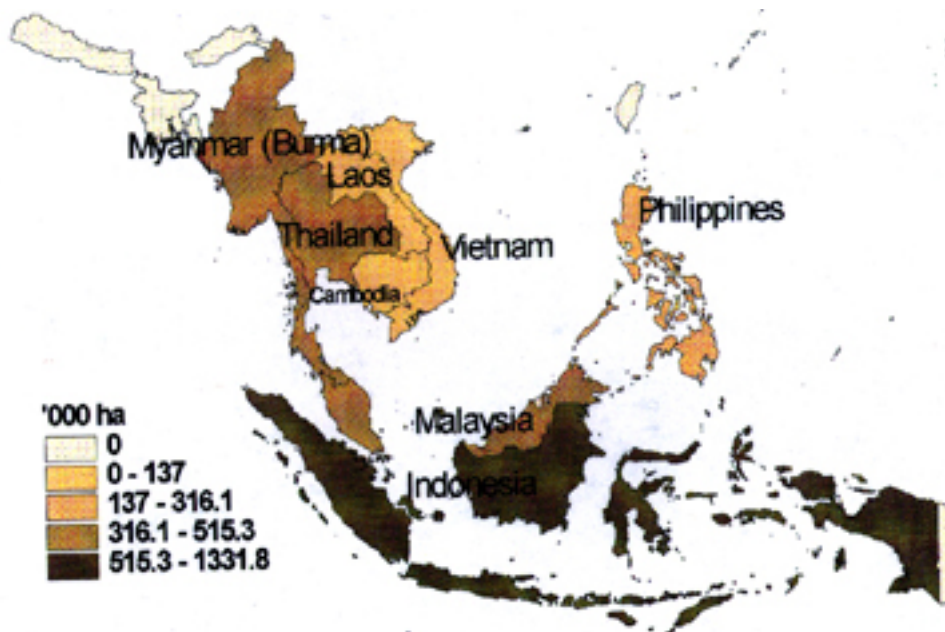 Myanmar (Burma)
Laos
Philippines
Thailand
Vietnam
Cambodia
Malaysia
Indonesia
'000 ha
0
0 - 137
137 - 316.1
316.1 - 515.3
515.3 - 1331.8